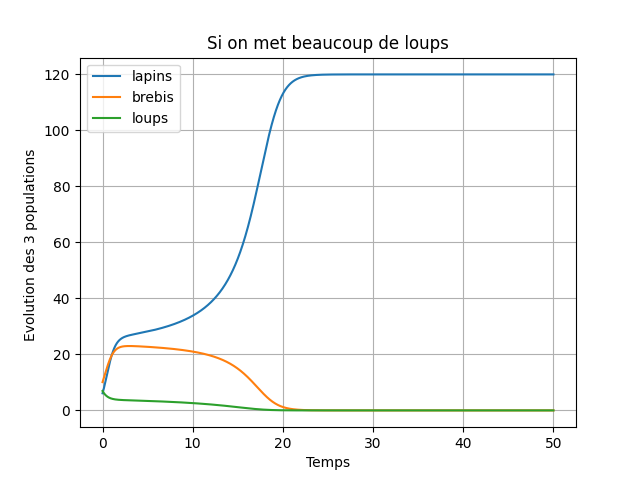 Si on met beaucoup de loups
lapins
brebis
loups
Evolution des 3 populations
120
100
80
60
40
20
0
0 10 20 30 40 50
Temps